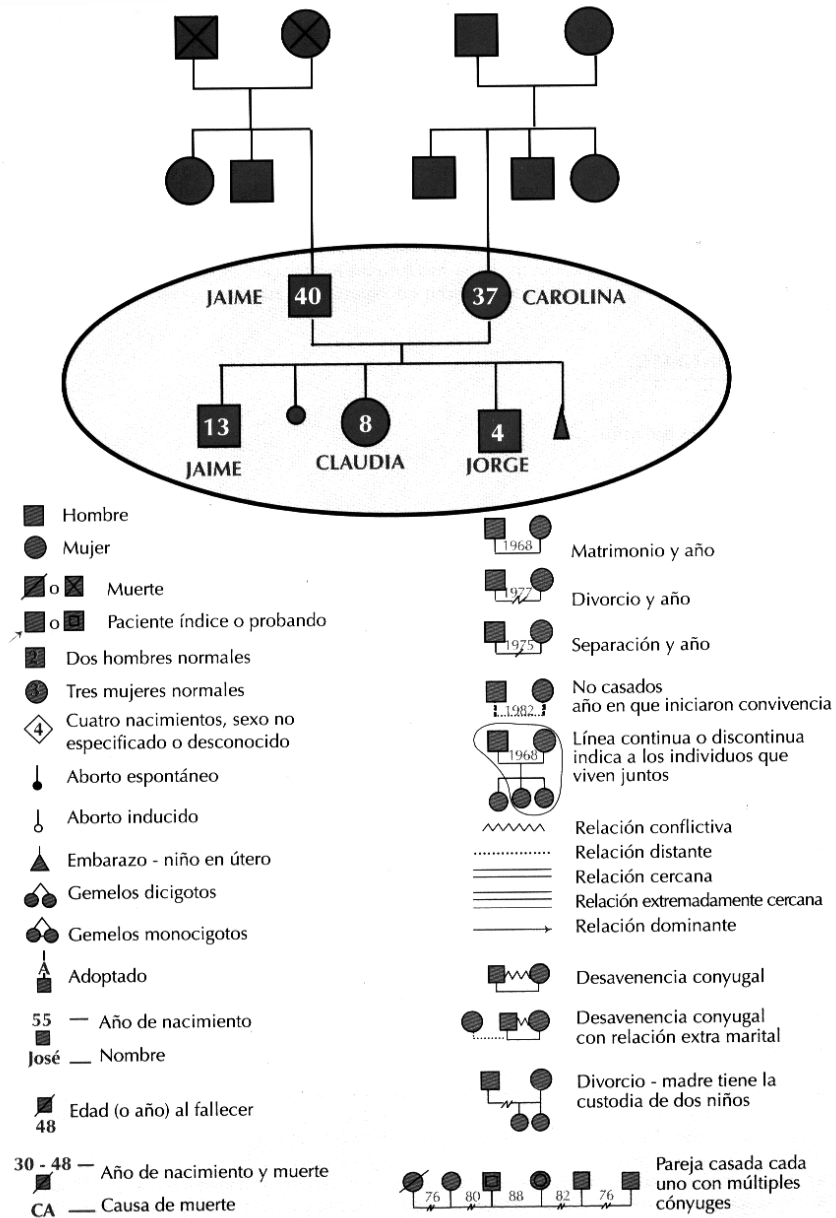 JAIME 40 37 CAROLINA
13 8 4
JAIME CLAUDIA JORGE
Hombre
Mujer
o Muerte
o Paciente índice o probando
2 Dos hombres normales
3 Tres mujeres normales
4 Cuatro nacimientos, sexo no
especificado o desconocido
Aborto espontáneo
Aborto inducido
Embarazo - niño en útero
Gemelos dicigotos
Gemelos monocigotos
A Adoptado
55 — Año de nacimiento
José — Nombre
Edad (o año) al fallecer
48
30 - 48 — Año de nacimiento y muerte
CA — Causa de muerte
1968 Matrimonio y año
1977 Divorcio y año
1975 Separación y año
No casados
1982 año en que iniciaron convivencia
Línea continua o discontinua
1968 indica a los individuos que
viven juntos
Relación conflictiva
Relación distante
Relación cercana
Relación extremadamente cercana
Relación dominante
Desavenencia conyugal
Desavenencia conyugal
con relación extra marital
Divorcio - madre tiene la
custodia de dos niños
Pareja casada cada
uno con múltiples
cónyuges
76 80 88 82 76